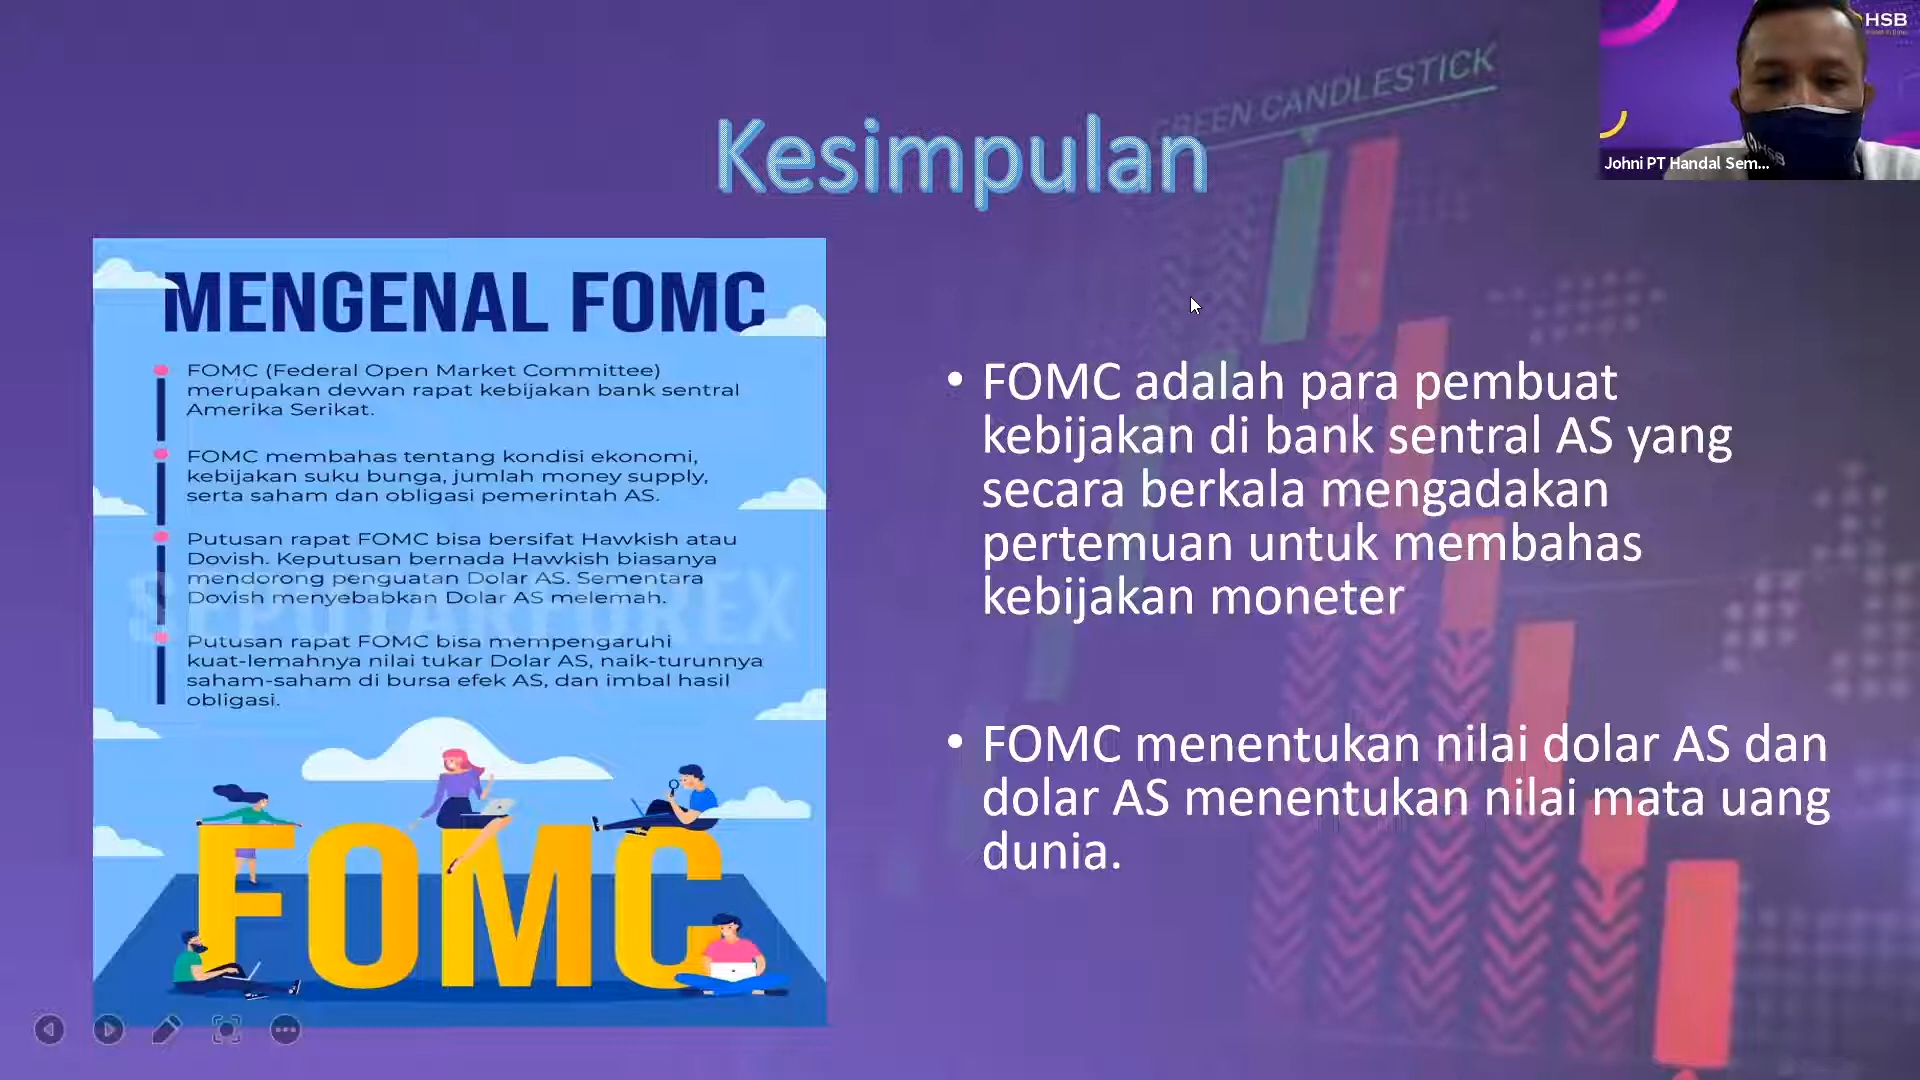 HSB
GREEN CANDLESTICK
Johni PT Handal Sem...
Kesimpulan
MENGENAL FOMC
FOMC (Federal Open Market Committee)
merupakan dewan rapat kebijakan bank sentral
Amerika Serikat.
FOMC membahas tentang kondisi ekonomi,
kebijakan suku bunga, jumlah money supply,
serta saham dan obligasi pemerintah AS.
Putusan rapat FOMC bisa bersifat Hawkish atau
Dovish. Keputusan bernada Hawkish biasanya
mendorong penguatan Dolar AS. Sementara
Dovish menyebabkan Dolar AS melemah.
SEPUTARFOREX
Putusan rapat FOMC bisa mempengaruhi
kuat-lemahnya nilai tukar Dolar AS, naik-turunnya
saham-saham di bursa efek AS, dan imbal hasil
obligasi.
FOMC
• FOMC adalah para pembuat
kebijakan di bank sentral AS yang
secara berkala mengadakan
pertemuan untuk membahas
kebijakan moneter
• FOMC menentukan nilai dolar AS dan
dolar AS menentukan nilai mata uang
dunia.